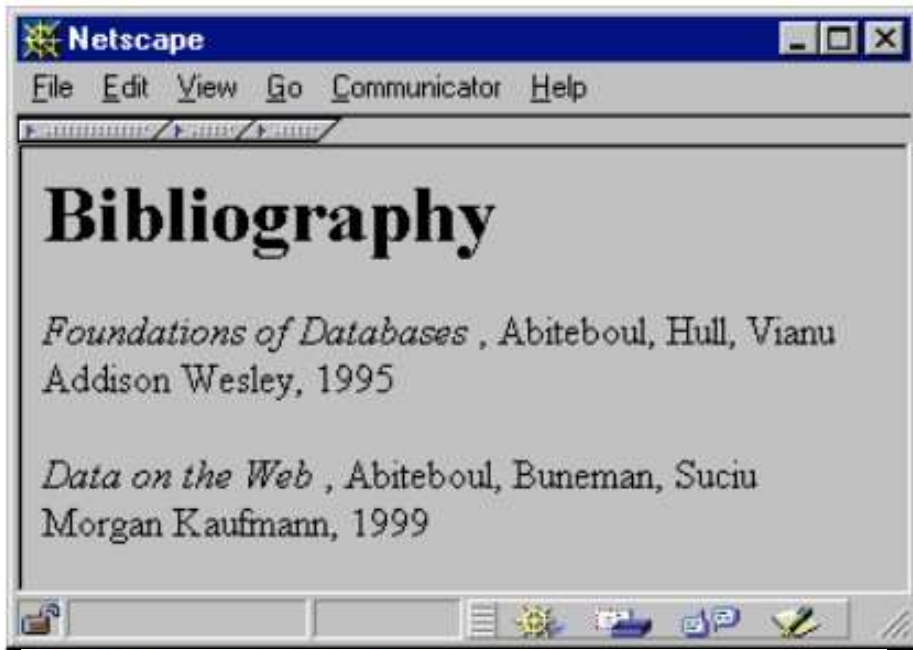 Netscape
File Edit View Go Communicator Help
Bibliography
Foundations of Databases , Abiteboul, Hull, Vianu
Addison Wesley, 1995
Data on the Web , Abiteboul, Buneman, Suciu
Morgan Kaufmann, 1999